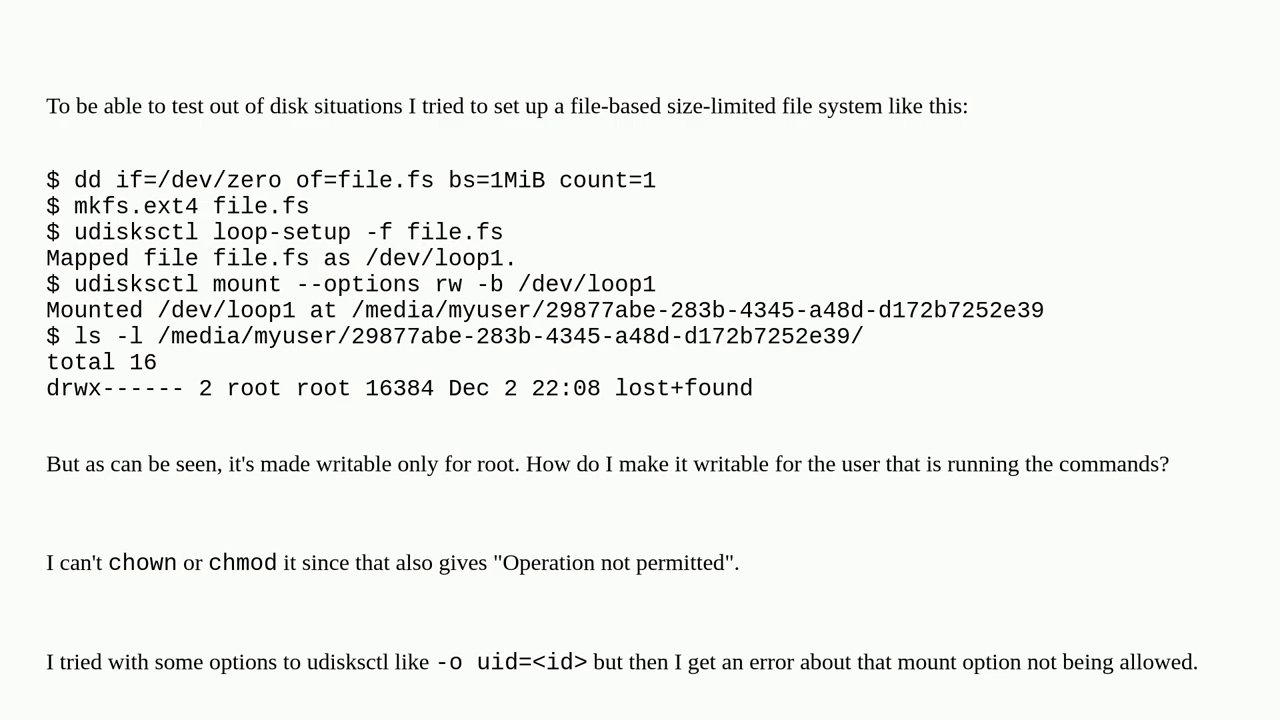 To be able to test out of disk situations I tried to set up a file-based size-limited file system like this:
$ dd if=/dev/zero of=file.fs bs=1MiB count=1
$ mkfs.ext4 file.fs
$ udisksctl loop-setup -f file.fs
Mapped file file.fs as /dev/loop1.
$ udisksctl mount --options rw -b /dev/loop1
Mounted /dev/loop1 at /media/myuser/29877abe-283b-4345-a48d-d172b7252e39
$ ls -l /media/myuser/29877abe-283b-4345-a48d-d172b7252e39/
total 16
drwx------ 2 root root 16384 Dec 2 22:08 lost+found
But as can be seen, it's made writable only for root. How do I make it writable for the user that is running the commands?
I can't chown or chmod it since that also gives "Operation not permitted".
I tried with some options to udisksctl like -o uid=<id> but then I get an error about that mount option not being allowed.